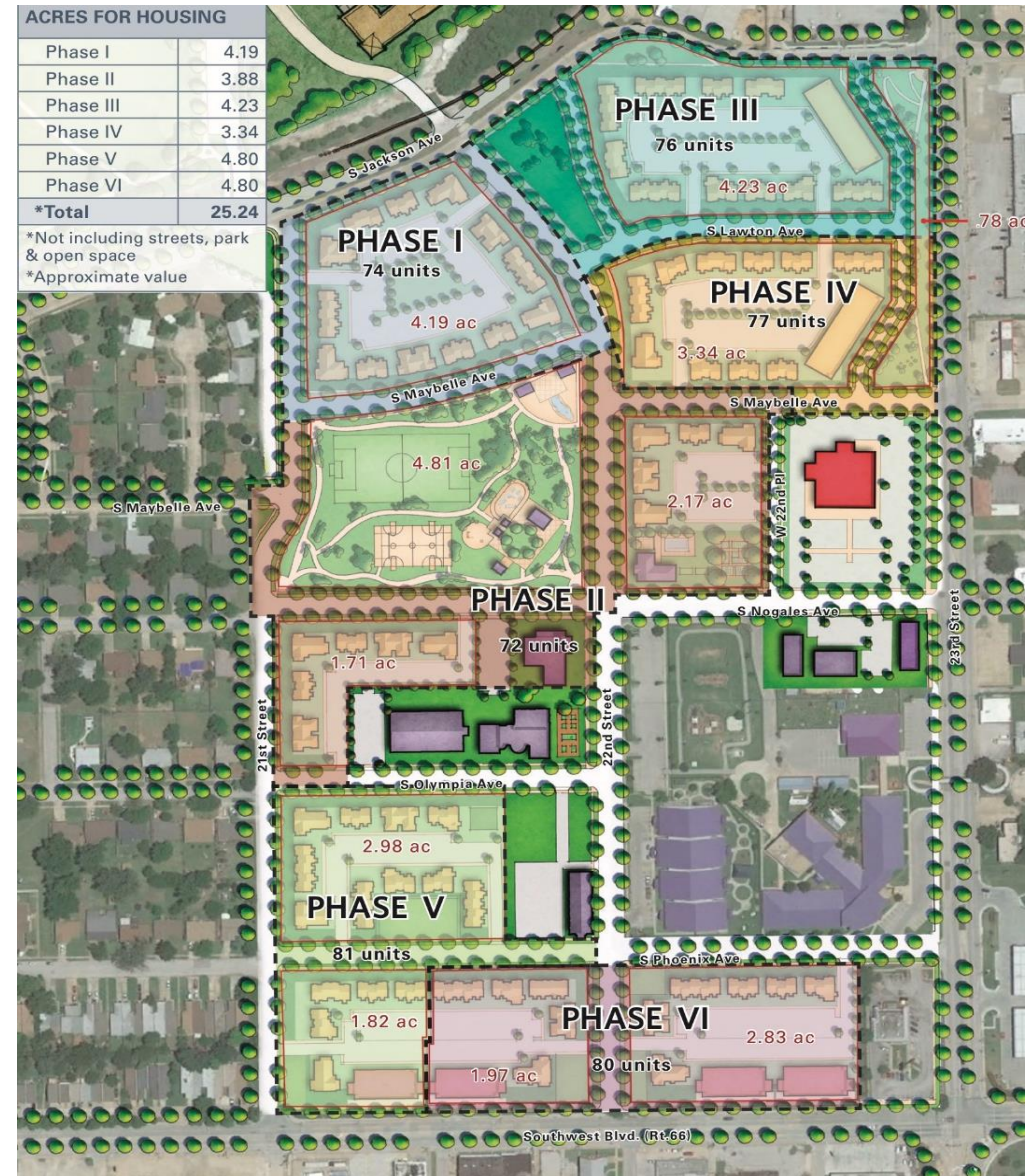 ACRES FOR HOUSING
Phase I 4.19
Phase II 3.88
Phase III 4.23
Phase IV 3.34
Phase V 4.80
Phase VI 4.80
*Total 25.24
*Not including streets, park
& open space
*Approximate value
S Jackson Ave
PHASE III
76 units
4.23 ac
S Lawton Ave
.78 ac
PHASE I
74 units
4.19 ac
PHASE IV
77 units
3.34 ac
S Maybelle Ave
S Maybelle Ave
4.81 ac
2.17 ac
W 22nd Pl
S Maybelle Ave
PHASE II
72 units
S Nogales Ave
1.71 ac
23rd Street
21st Street
22nd Street
S Olympia Ave
2.98 ac
PHASE V
81 units
S Phoenix Ave
1.82 ac
PHASE VI
80 units
2.83 ac
1.97 ac
Southwest Blvd. (Rt.66)